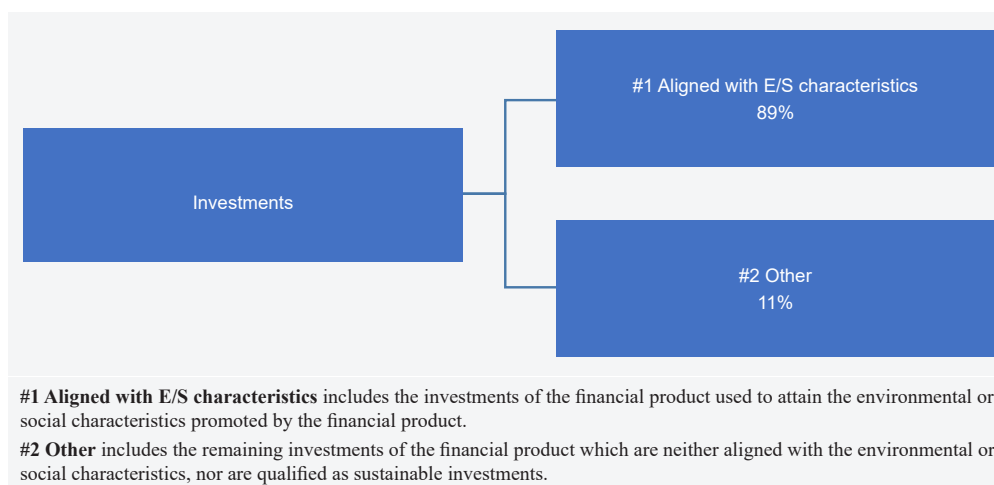 #1 Aligned with E/S characteristics
89%
Investments
#2 Other
11%
#1 Aligned with E/S characteristics includes the investments of the financial product used to attain the environmental or
social characteristics promoted by the financial product.
#2 Other includes the remaining investments of the financial product which are neither aligned with the environmental or
social characteristics, nor are qualified as sustainable investments.